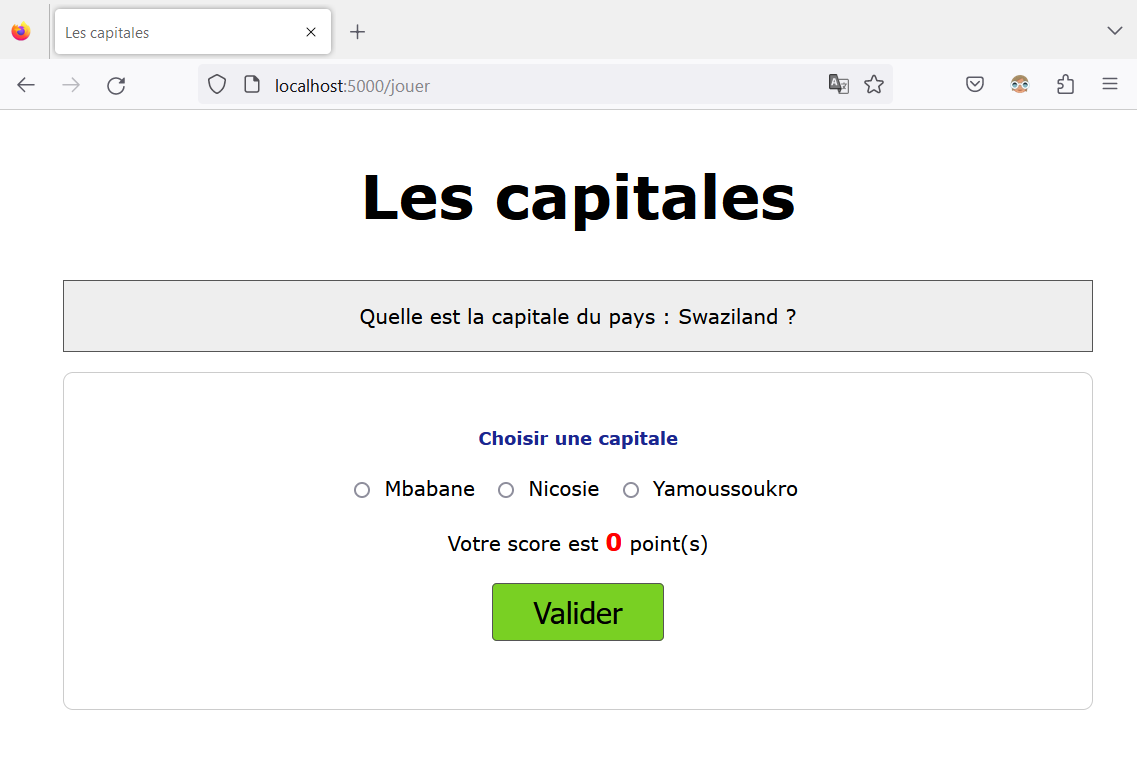 Les capitales
localhost:5000/jouer
Les capitales
Quelle est la capitale du pays : Swaziland ?
Choisir une capitale
Mbabane Nicosie Yamoussoukro
Votre score est 0 point(s)
Valider